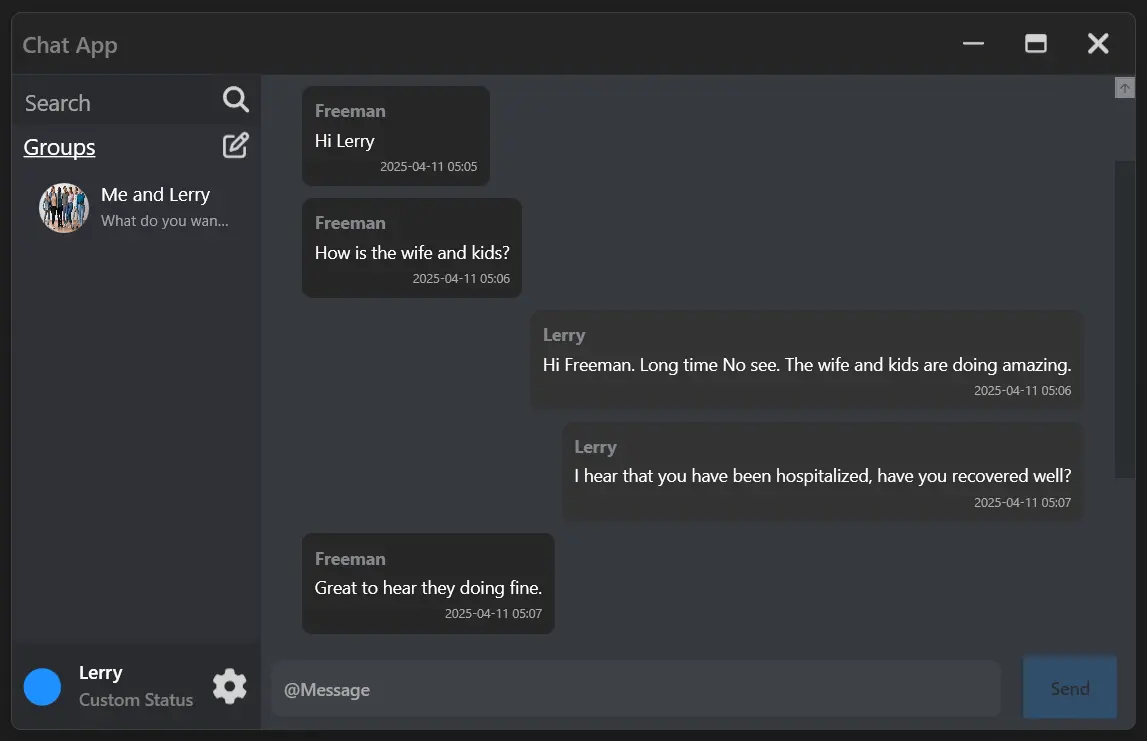 Chat App
Search
Groups
Me and Lerry
What do you wan...
Freeman
Hi Lerry
2025-04-11 05:05
Freeman
How is the wife and kids?
2025-04-11 05:06
Lerry
Hi Freeman. Long time No see. The wife and kids are doing amazing.
2025-04-11 05:06
Lerry
I hear that you have been hospitalized, have you recovered well?
2025-04-11 05:07
Freeman
Great to hear they doing fine.
2025-04-11 05:07
Lerry
Custom Status
@Message
Send